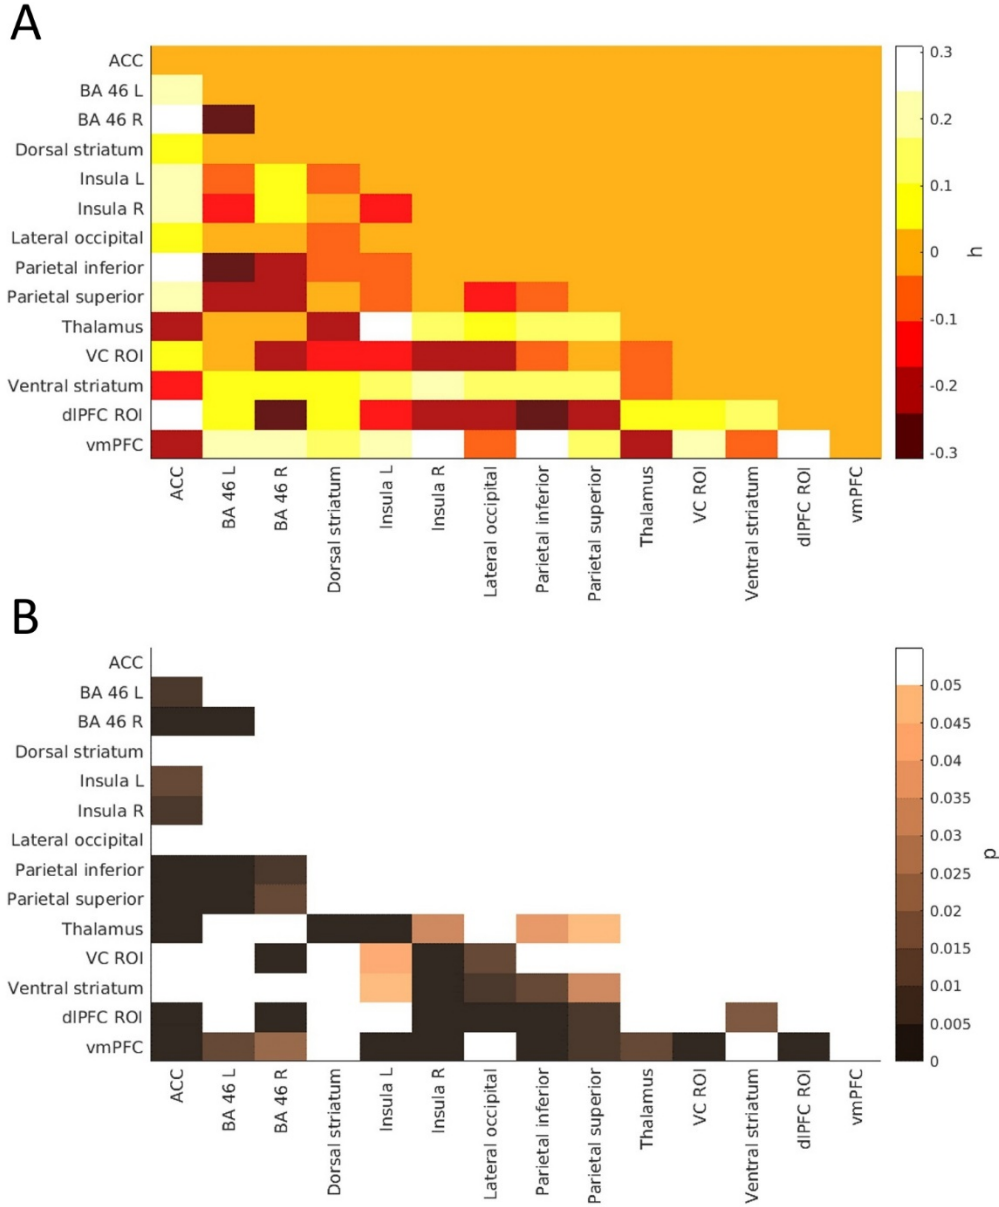 A
ACC
BA 46 L
BA 46 R
Dorsal striatum
Insula L
Insula R
Lateral occipital
Parietal inferior
Parietal superior
Thalamus
VC ROI
Ventral striatum
dlPFC ROI
vmPFC
ACC
BA 46 L
BA 46 R
Dorsal striatum
Insula L
Insula R
Lateral occipital
Parietal inferior
Parietal superior
Thalamus
VC ROI
Ventral striatum
dlPFC ROI
vmPFC
0.3
0.2
0.1
0
-0.1
-0.2
-0.3
h
B
ACC
BA 46 L
BA 46 R
Dorsal striatum
Insula L
Insula R
Lateral occipital
Parietal inferior
Parietal superior
Thalamus
VC ROI
Ventral striatum
dlPFC ROI
vmPFC
ACC
BA 46 L
BA 46 R
Dorsal striatum
Insula L
Insula R
Lateral occipital
Parietal inferior
Parietal superior
Thalamus
VC ROI
Ventral striatum
dlPFC ROI
vmPFC
0.05
0.045
0.04
0.035
0.03
0.025
0.02
0.015
0.01
0.005
0
p